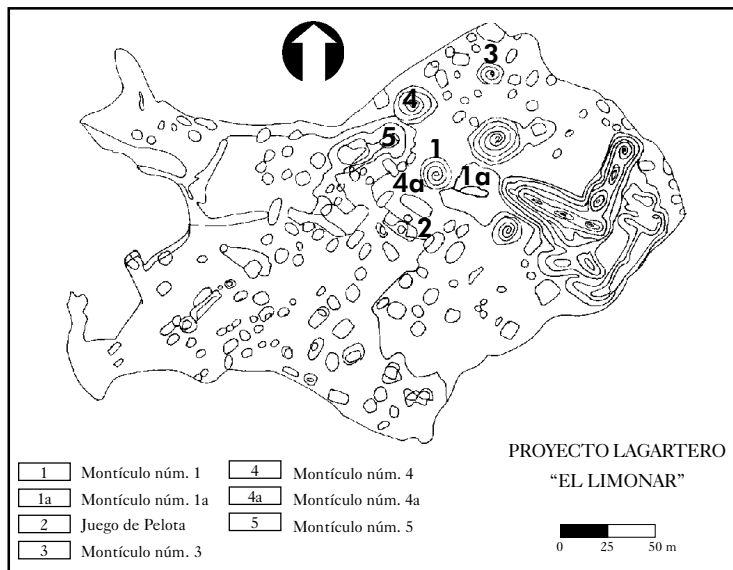 3
4
5
1
1a
4a
2
1 Montículo núm. 1
1a Montículo núm. 1a
2 Juego de Pelota
3 Montículo núm. 3
4 Montículo núm. 4
4a Montículo núm. 4a
5 Montículo núm. 5
PROYECTO LAGARTERO
“EL LIMONAR”
0 25 50 m